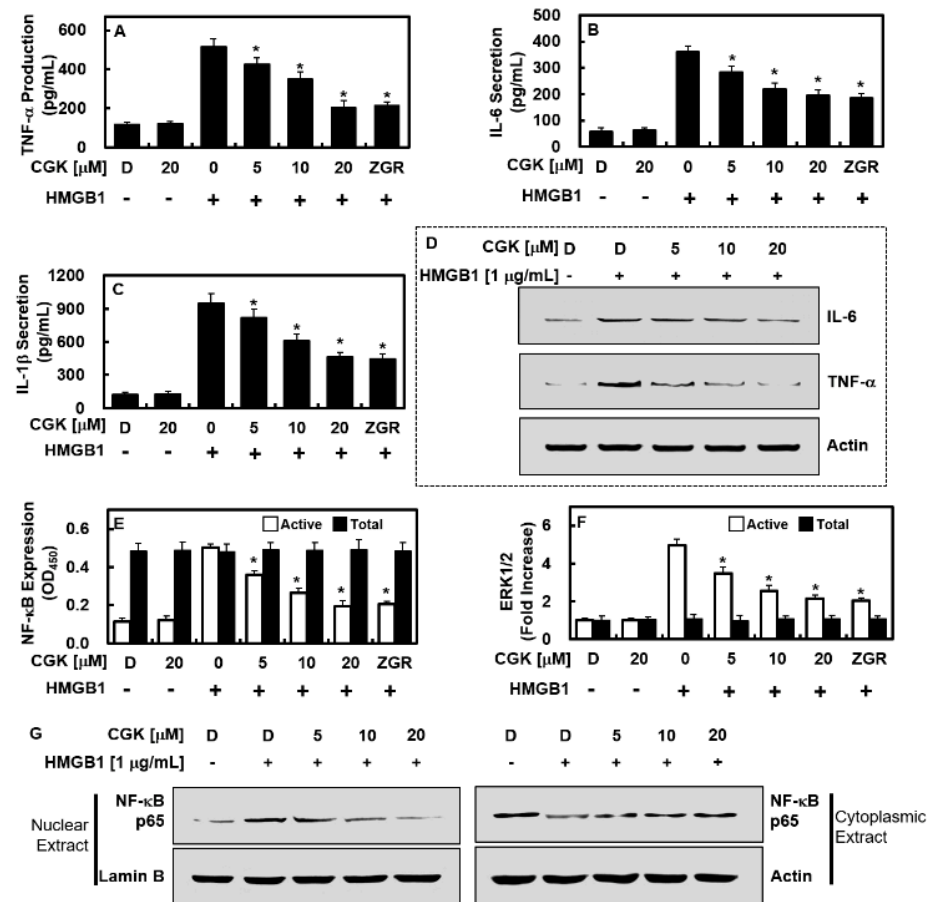 A
TNF-α Production
(pg/mL)
600
400
200
0
* * * *
CGK [μM] D 20 0 5 10 20 ZGR
HMGB1 - - + + + + +
B
IL-6 Secretion
(pg/mL)
500
400
300
200
100
0
* * * *
CGK [μM] D 20 0 5 10 20 ZGR
HMGB1 - - + + + + +
C
IL-1β Secretion
(pg/mL)
1200
900
600
300
0
* * * *
CGK [μM] D 20 0 5 10 20 ZGR
HMGB1 - - + + + + +
D
CGK [μM] D D 5 10 20
HMGB1 [1 μg/mL] - + + + +
IL-6
TNF-α
Actin
E
Active Total
NF-κB Expression
(OD450)
0.6
0.4
0.2
0.0
* * * *
CGK [μM] D 20 0 5 10 20 ZGR
HMGB1 - - + + + + +
F
Active Total
ERK1/2
(Fold Increase)
6
4
2
0
* * * *
CGK [μM] D 20 0 5 10 20 ZGR
HMGB1 - - + + + + +
G
CGK [μM] D D 5 10 20 D D 5 10 20
HMGB1 [1 μg/mL] - + + + + - + + + +
Nuclear
Extract
NF-κB
p65
Lamin B
NF-κB
p65
Actin
Cytoplasmic
Extract